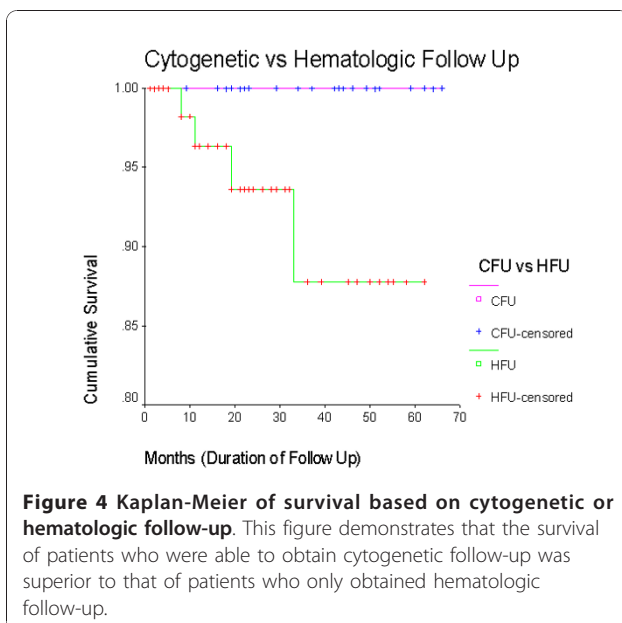 Cytogenetic vs Hematologic Follow Up
1.00
.95
.90
.85
.80
Cumulative Survival
0 10 20 30 40 50 60 70
Months (Duration of Follow Up)
CFU vs HFU
CFU
CFU-censored
HFU
HFU-censored
Figure 4 Kaplan-Meier of survival based on cytogenetic or
hematologic follow-up. This figure demonstrates that the survival
of patients who were able to obtain cytogenetic follow-up was
superior to that of patients who only obtained hematologic
follow-up.